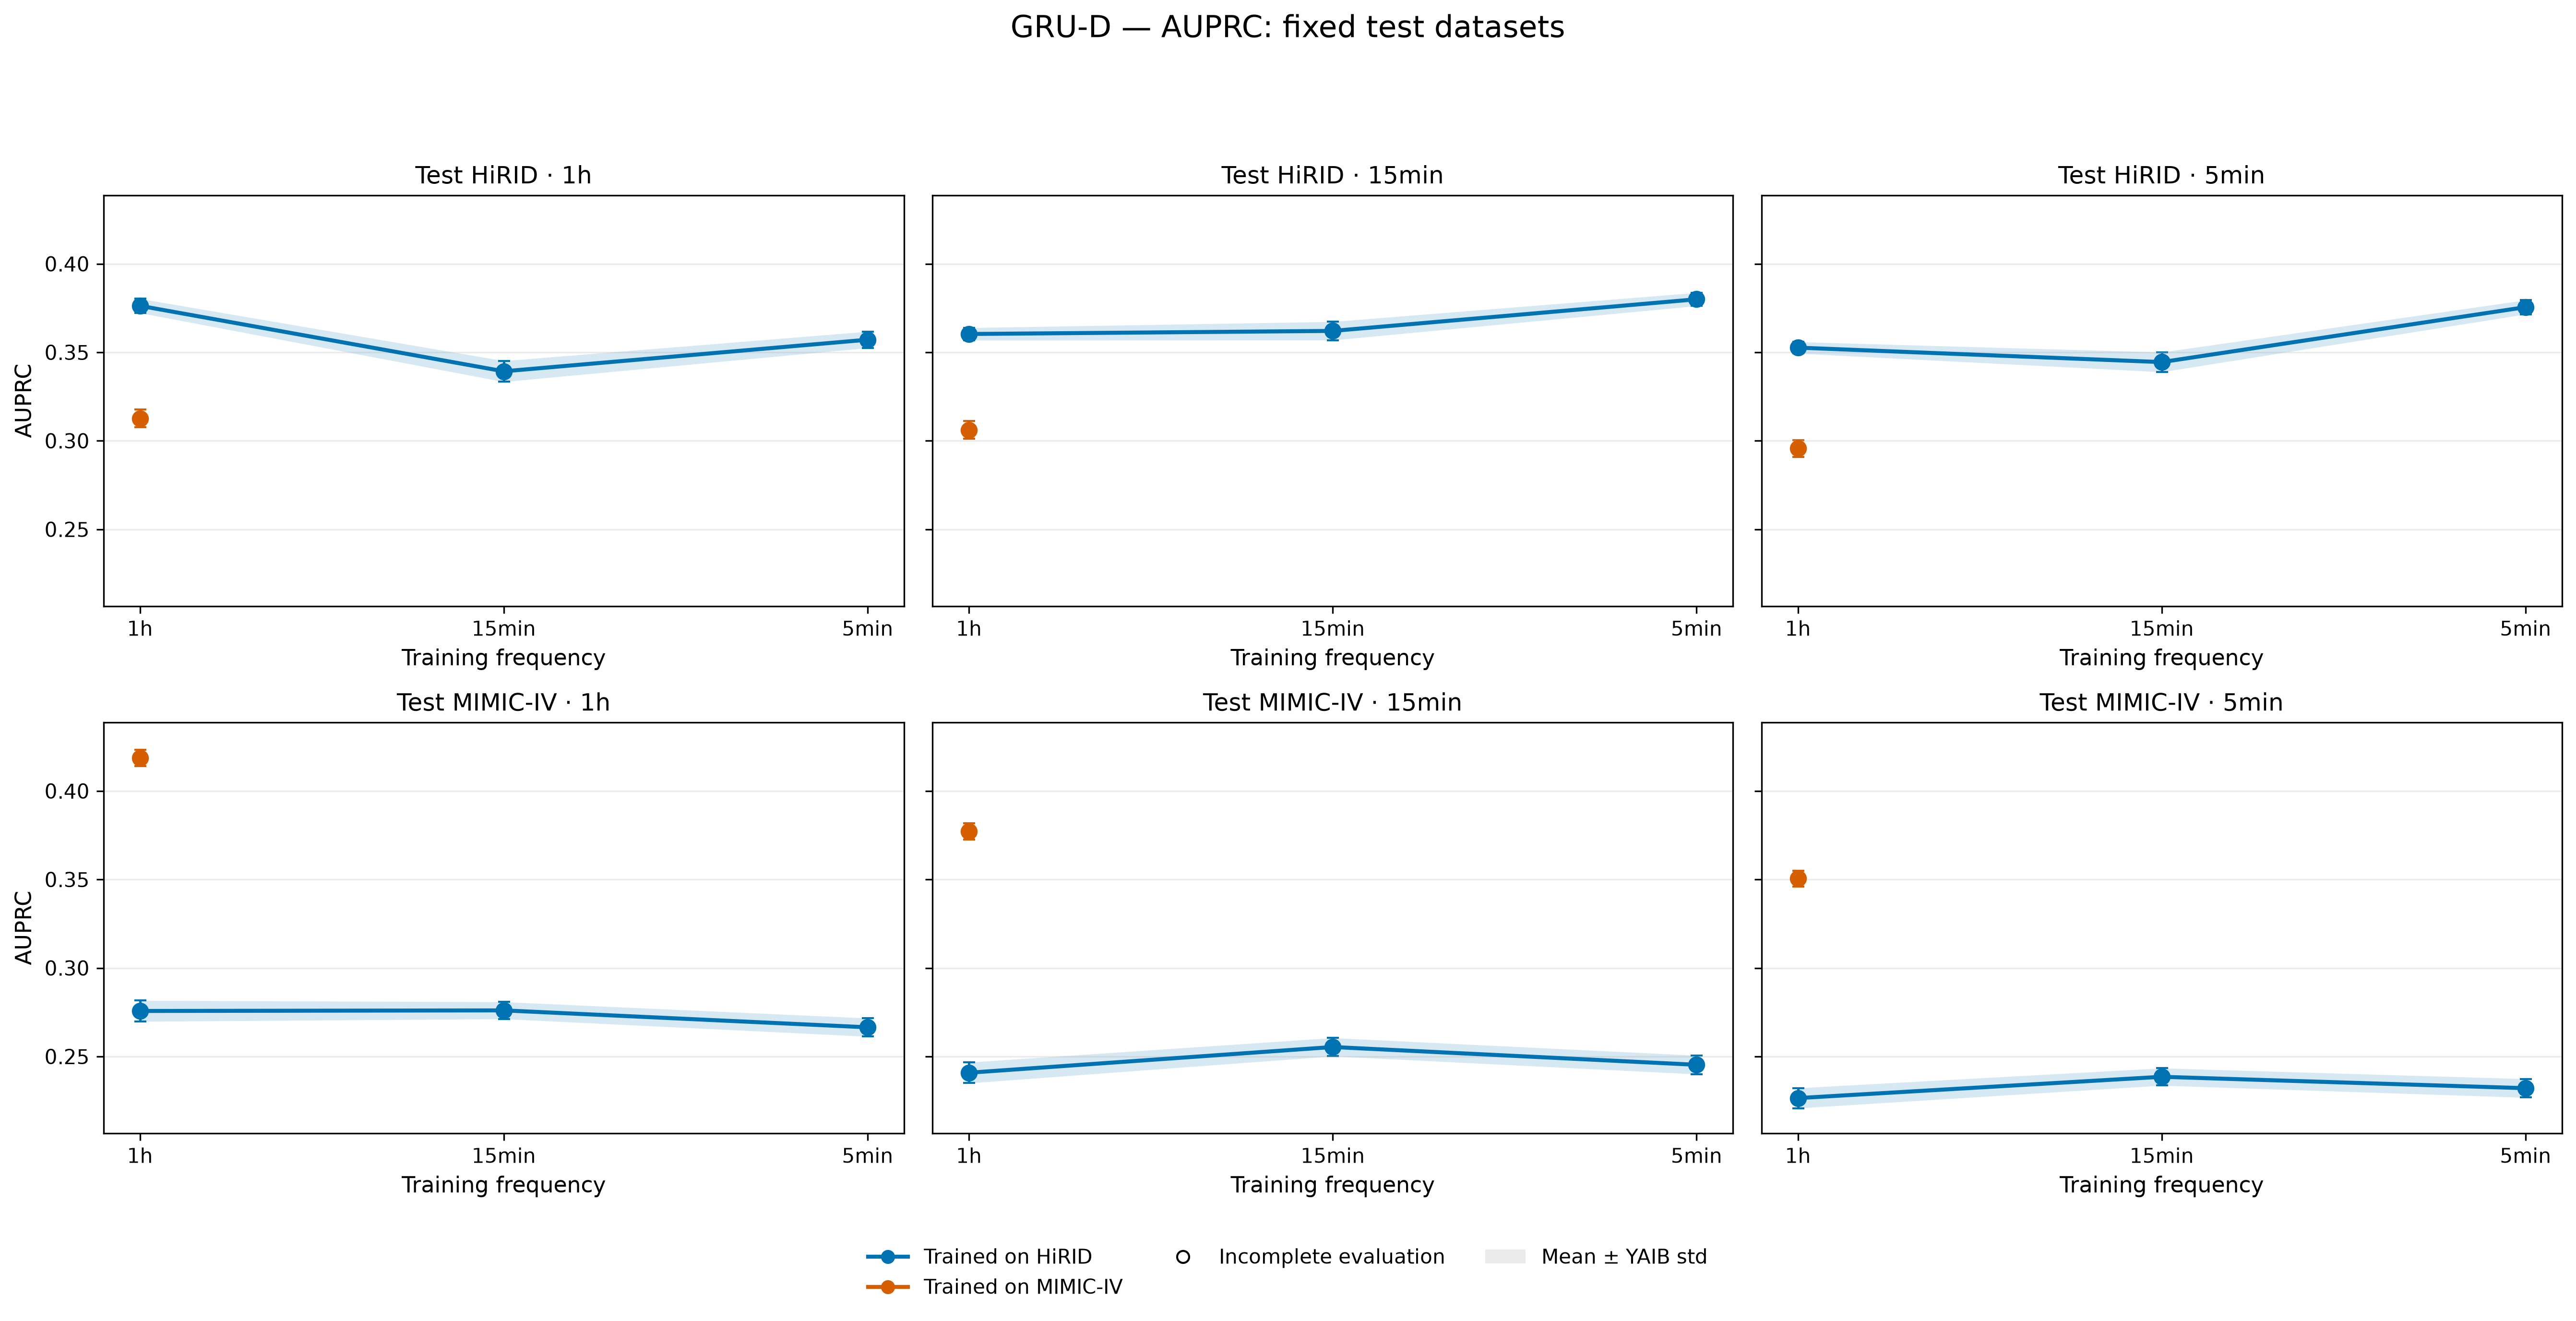 GRU-D — AUPRC: fixed test datasets
Test HiRID · 1h
Test HiRID · 15min
Test HiRID · 5min
AUPRC
0.40
0.35
0.30
0.25
1h 15min 5min
1h 15min 5min
1h 15min 5min
Training frequency
Training frequency
Training frequency
Test MIMIC-IV · 1h
Test MIMIC-IV · 15min
Test MIMIC-IV · 5min
AUPRC
0.40
0.35
0.30
0.25
1h 15min 5min
1h 15min 5min
1h 15min 5min
Training frequency
Training frequency
Training frequency
Trained on HiRID
Trained on MIMIC-IV
Incomplete evaluation
Mean ± YAIB std